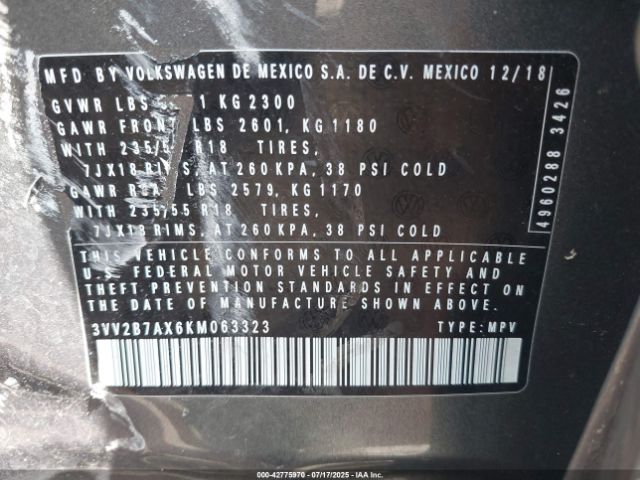 MFD BY VOLKSWAGEN DE MEXICO S.A. DE C.V. MEXICO 12/18
GVWR LBS 1 KG 2300
GAWR FRONT LBS 2601, KG 1180
WITH 235/5 R18 TIRES,
7JX18 RIMS, AT 260 KPA, 38 PSI COLD
GAWR LBS 2579, KG 1170
WITH 235/55 R18 TIRES,
7JX18 RIMS, AT 260 KPA, 38 PSI COLD
THIS VEHICLE CONFORMS TO ALL APPLICABLE
U.S. FEDERAL MOTOR VEHICLE SAFETY AND
THEFT PREVENTION STANDARDS IN EFFECT ON
THE DATE OF MANUFACTURE SHOWN ABOVE.
3VV2B7AX6KM063323 TYPE: MPV
4960288 3426
000-42775970 - 07/17/2025 - IAAI.COM